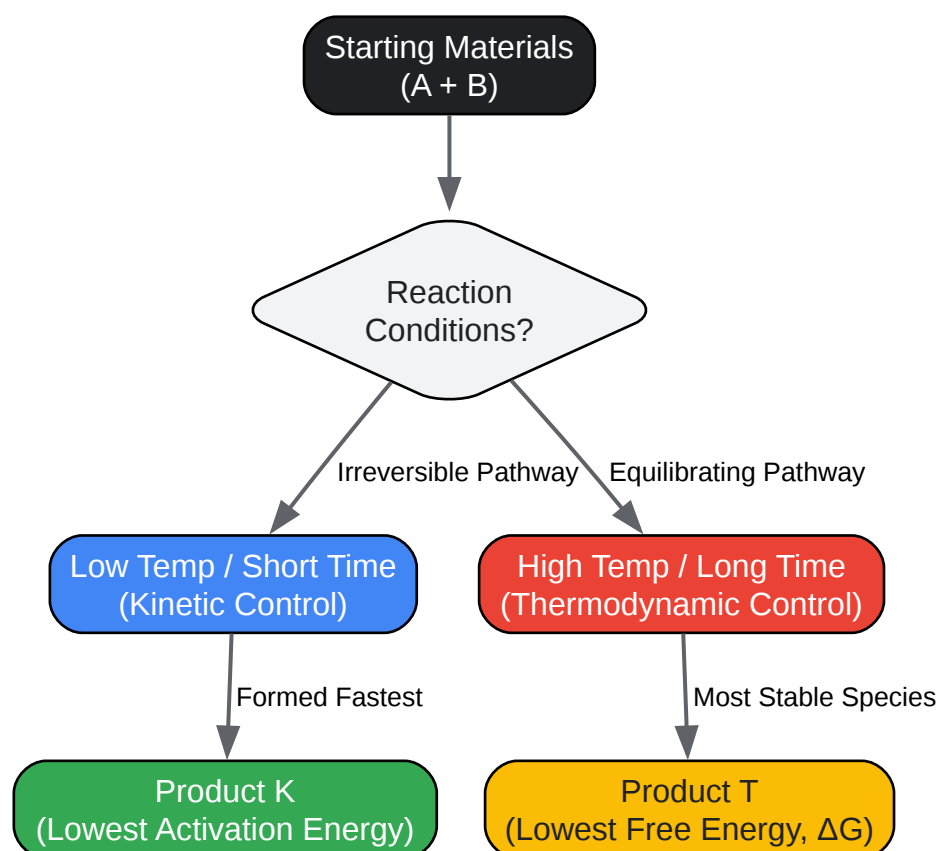 Starting Materials
(A + B)
Reaction
Conditions?
Irreversible Pathway
Equilibrating Pathway
Low Temp / Short Time
(Kinetic Control)
High Temp / Long Time
(Thermodynamic Control)
Formed Fastest
Most Stable Species
Product K
(Lowest Activation Energy)
Product T
(Lowest Free Energy, ΔG)